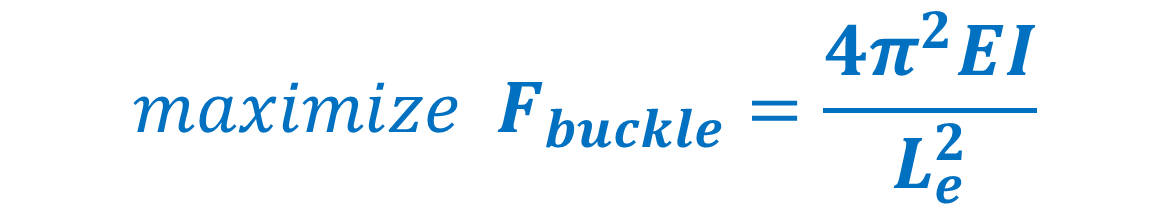 maximize F_buckle = 4π²EI / L_e²